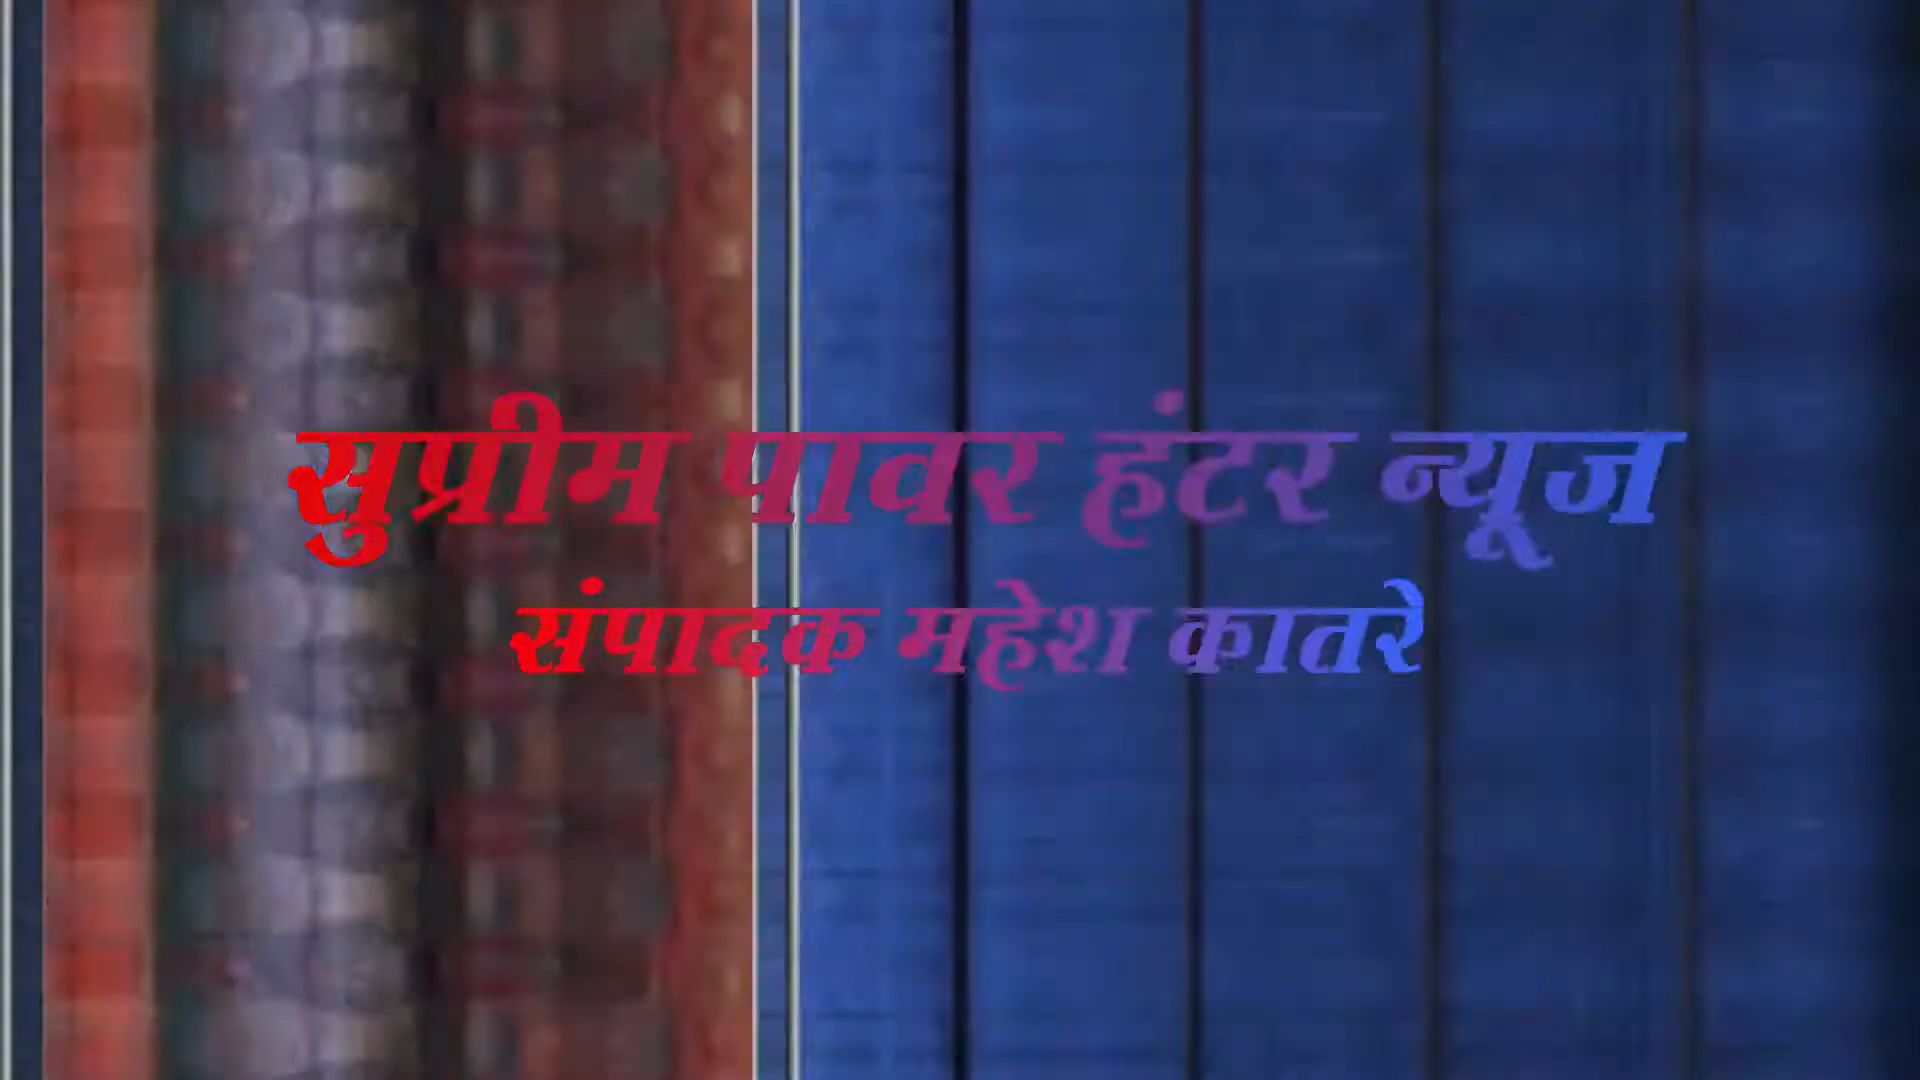 सुप्रीम पावर हंटर न्यूज
संपादक महेश कातरे